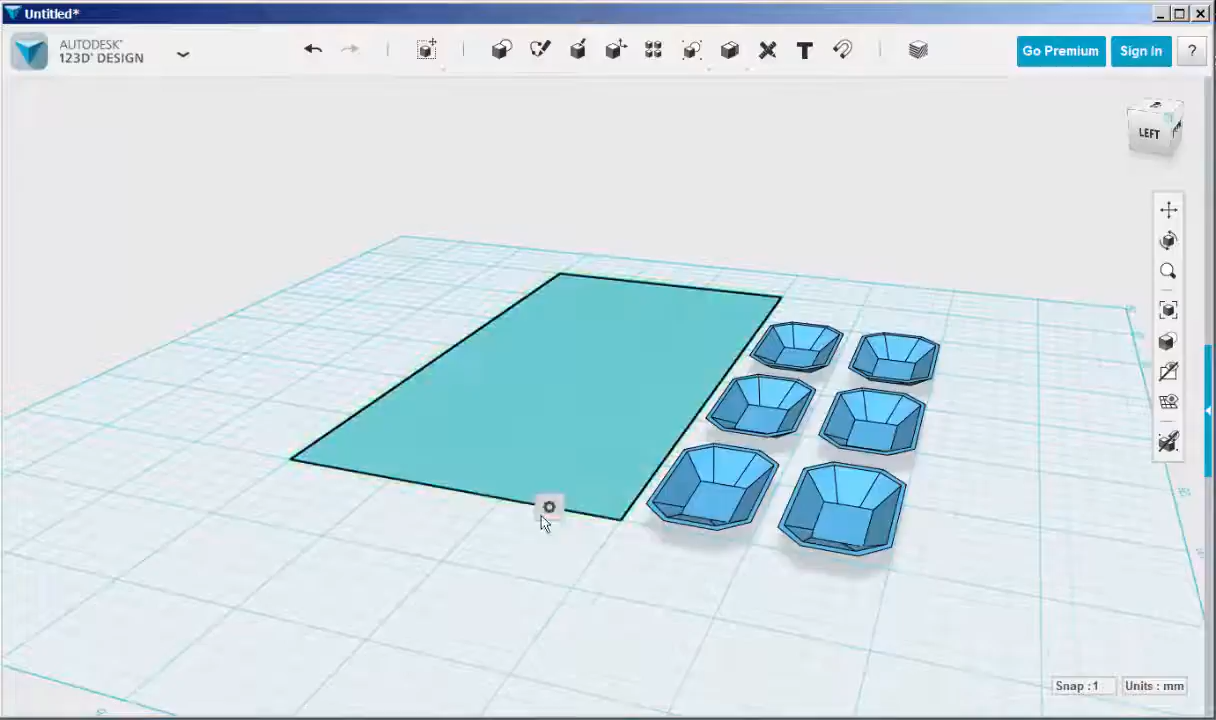 Untitled*
AUTODESK®
123D® DESIGN
Go Premium
Sign In
?
LEFT
Snap : 1
Units : mm